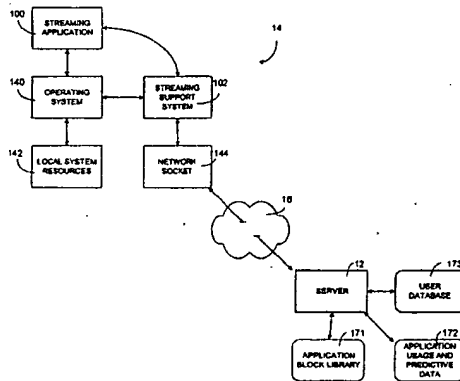 100
STREAMING APPLICATION
14
140
OPERATING SYSTEM
STREAMING SUPPORT SYSTEM
102
142
LOCAL SYSTEM RESOURCES
NETWORK SOCKET
144
16
12
SERVER
173
USER DATABASE
171
APPLICATION BLOCK LIBRARY
172
APPLICATION USAGE AND PREDICTIVE DATA